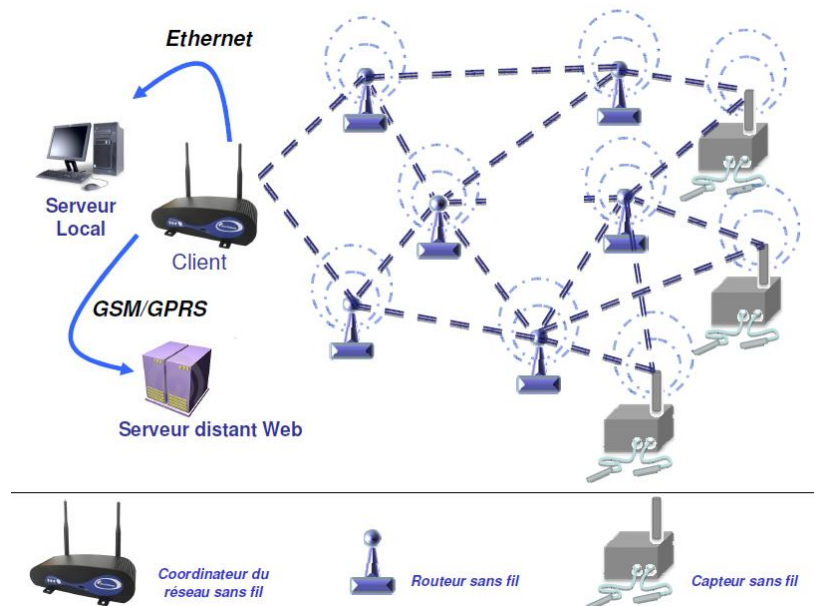 Ethernet
Serveur
Local
Client
GSM/GPRS
Serveur distant Web
Coordinateur du
réseau sans fil
Routeur sans fil
Capteur sans fil